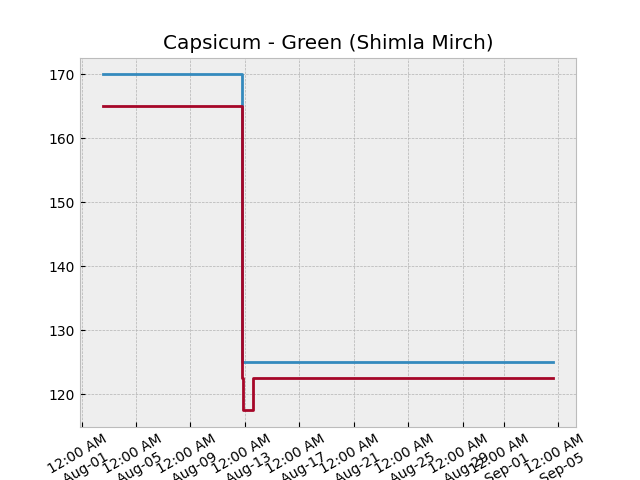 Capsicum - Green (Shimla Mirch)
170
160
150
140
130
120
12:00 AM
Aug-01
12:00 AM
Aug-05
12:00 AM
Aug-09
12:00 AM
Aug-13
12:00 AM
Aug-17
12:00 AM
Aug-21
12:00 AM
Aug-25
12:00 AM
Aug-29
12:00 AM
Sep-01
12:00 AM
Sep-05